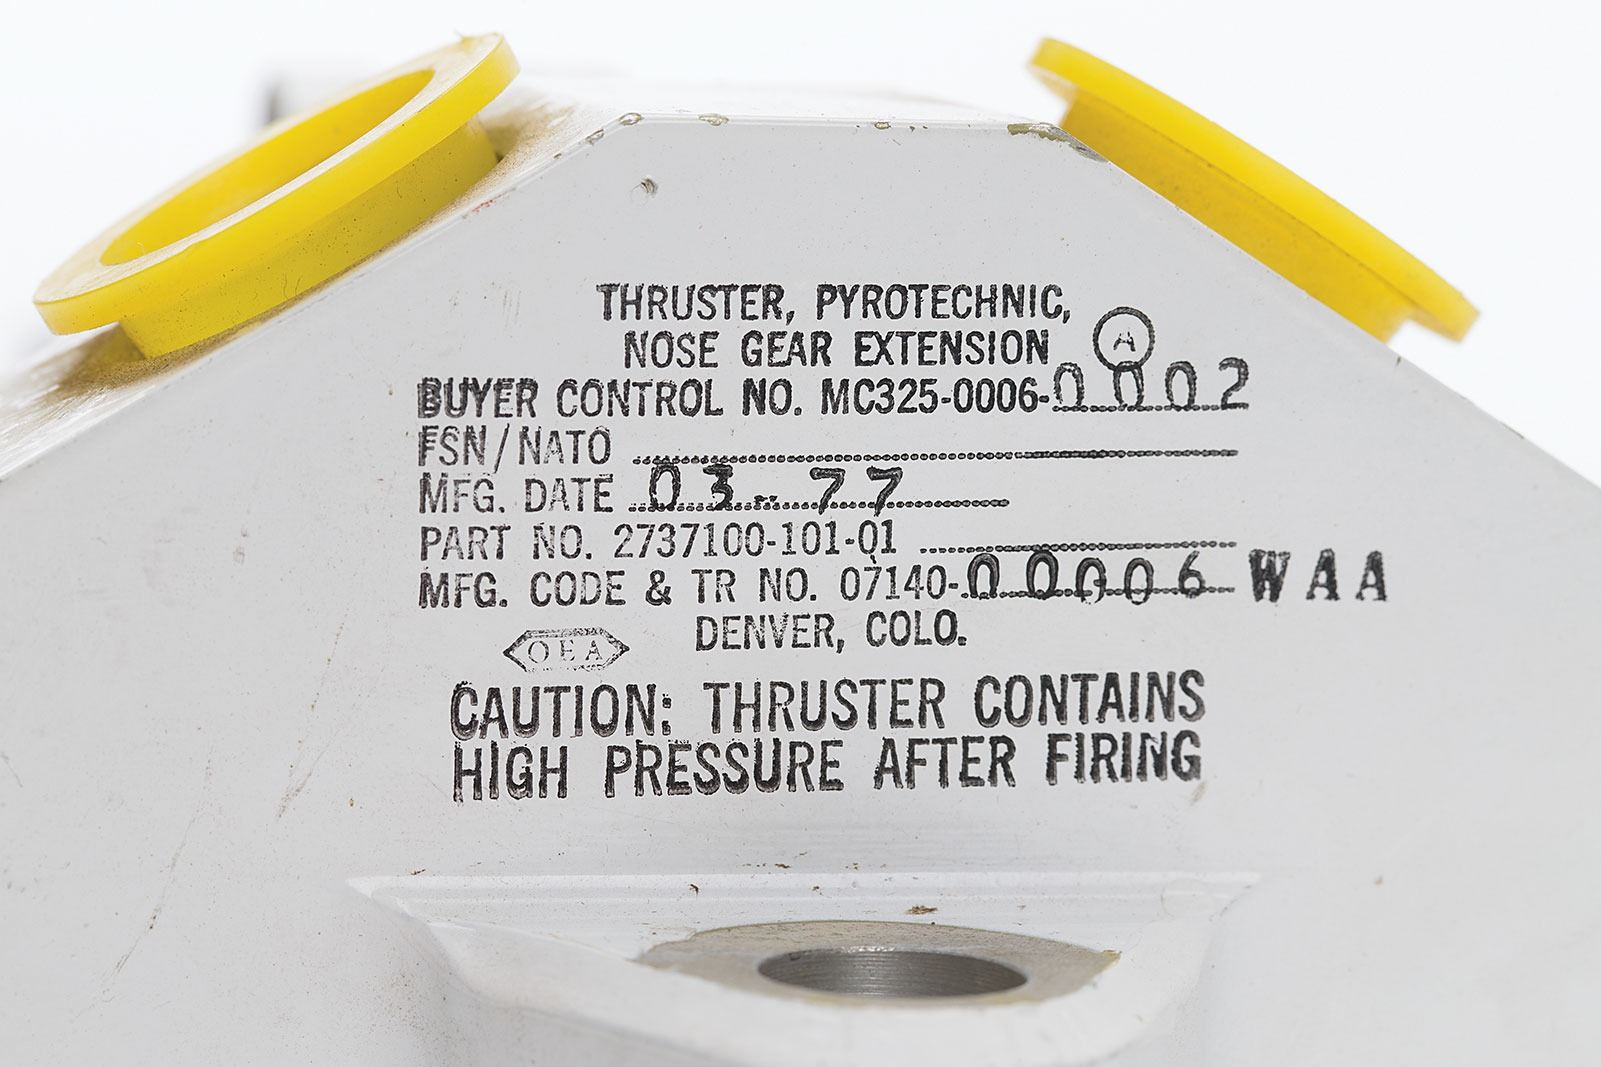 THRUSTER, PYROTECHNIC,
NOSE GEAR EXTENSION A
BUYER CONTROL NO. MC325-0006-0002
FSN/NATO
MFG. DATE 03-77
PART NO. 2737100-101-01
MFG. CODE & TR NO. 07140-00006 WAA
OEA DENVER, COLO.
CAUTION: THRUSTER CONTAINS
HIGH PRESSURE AFTER FIRING